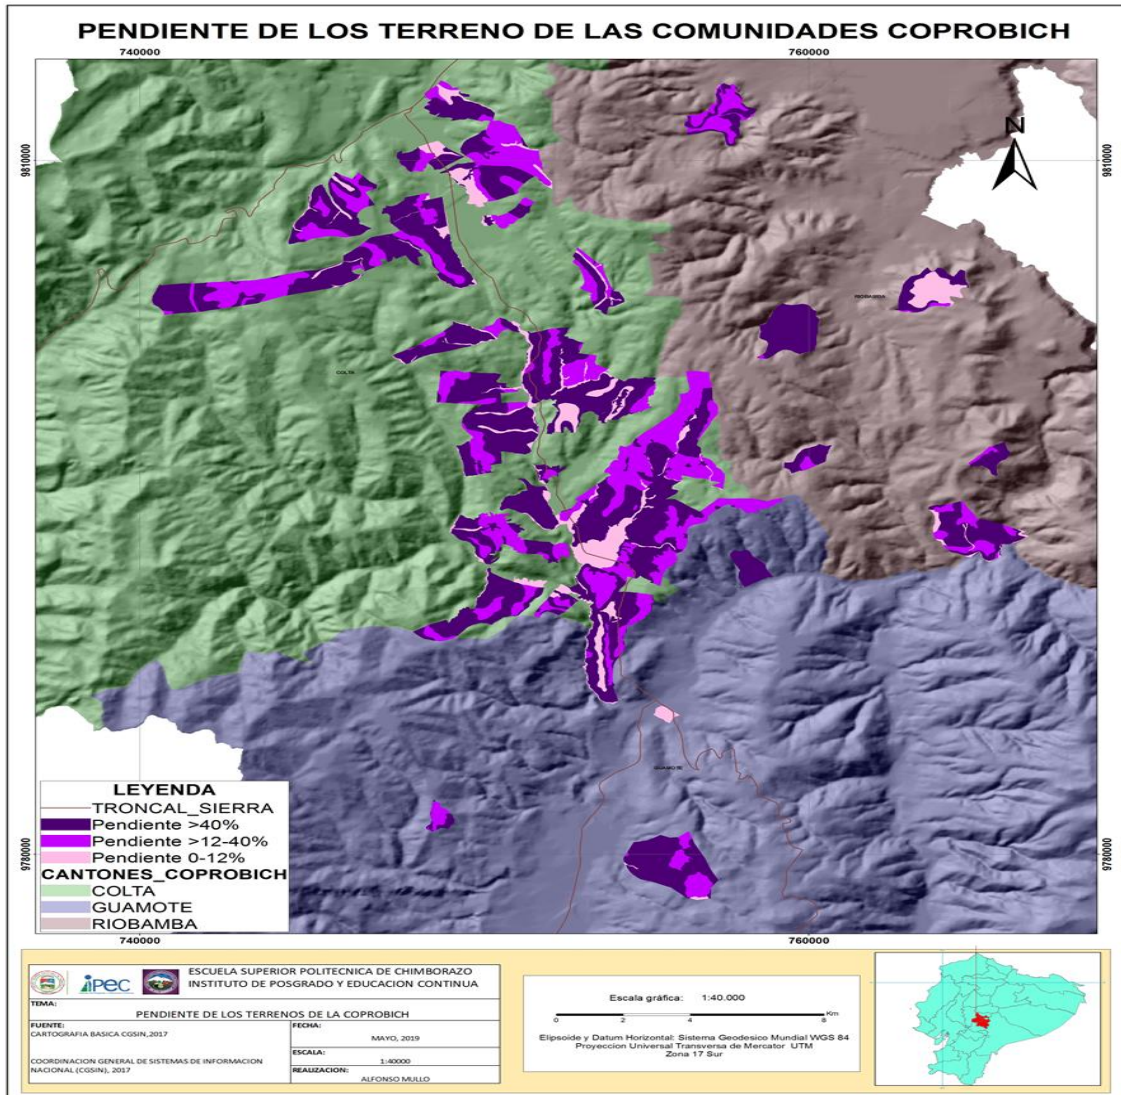 PENDIENTE DE LOS TERRENO DE LAS COMUNIDADES COPROBICH
740000
760000
9810000
9810000
N
RIOBAMBA
COLTA
GUAMOTE
9780000
9780000
LEYENDA
TRONCAL_SIERRA
Pendiente >40%
Pendiente >12-40%
Pendiente 0-12%
CANTONES_COPROBICH
COLTA
GUAMOTE
RIOBAMBA
740000
760000
ipec
ESCUELA SUPERIOR POLITECNICA DE CHIMBORAZO
INSTITUTO DE POSGRADO Y EDUCACION CONTINUA
TEMA:
PENDIENTE DE LOS TERRENOS DE LA COPROBICH
FUENTE:
CARTOGRAFIA BASICA CGSIN,2017
COORDINACION GENERAL DE SISTEMAS DE INFORMACION
NACIONAL (CGSIN), 2017
FECHA:
MAYO, 2019
ESCALA:
1:40000
REALIZACION:
ALFONSO MULLO
Escala gráfica: 1:40.000
0 2 4 8 Km
Elipsoide y Datum Horizontal: Sistema Geodesico Mundial WGS 84
Proyeccion Universal Transversa de Mercator UTM
Zona 17 Sur